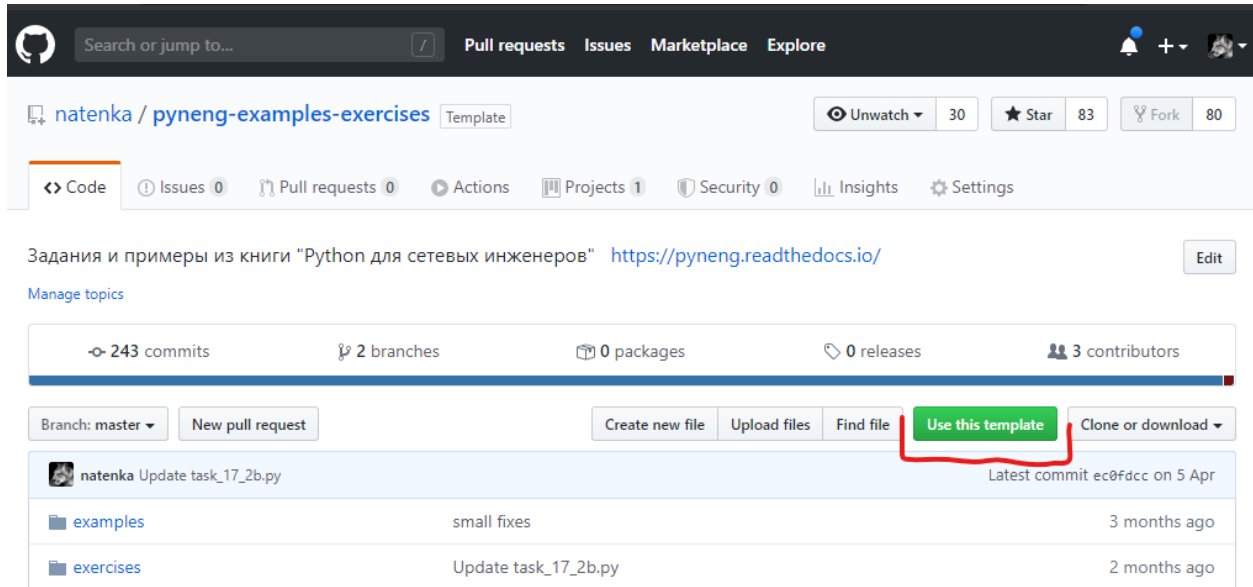 Search or jump to... / Pull requests Issues Marketplace Explore
natenka / pyneng-examples-exercises Template Unwatch 30 Star 83 Fork 80
Code Issues 0 Pull requests 0 Actions Projects 1 Security 0 Insights Settings
Задания и примеры из книги "Python для сетевых инженеров" https://pyneng.readthedocs.io/ Edit
Manage topics
243 commits 2 branches 0 packages 0 releases 3 contributors
Branch: master New pull request Create new file Upload files Find file Use this template Clone or download
natenka Update task_17_2b.py Latest commit ec0fdcc on 5 Apr
examples small fixes 3 months ago
exercises Update task_17_2b.py 2 months ago